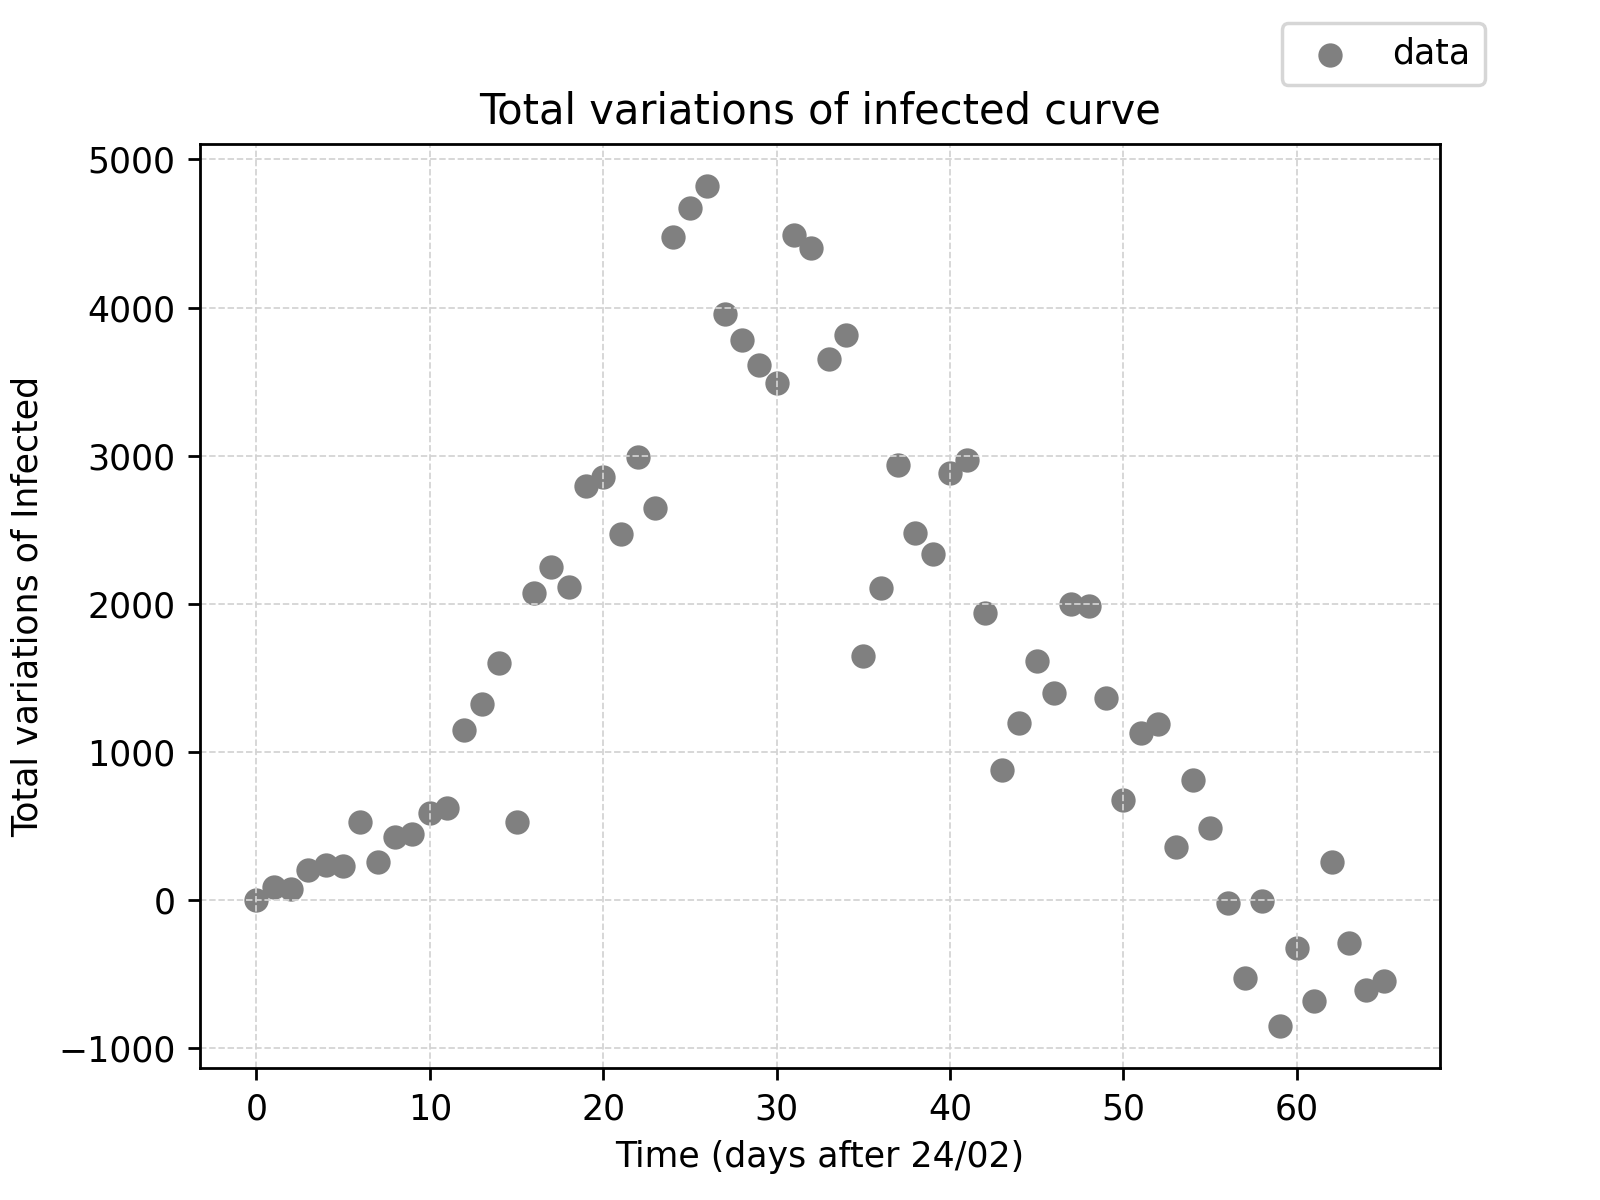 data
Total variations of infected curve
5000
4000
3000
2000
1000
0
−1000
Total variations of Infected
0 10 20 30 40 50 60
Time (days after 24/02)